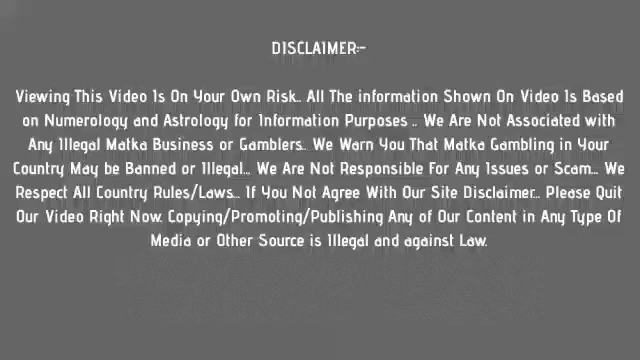 DISCLAIMER:-
Viewing This Video Is On Your Own Risk.. All The information Shown On Video Is Based
on Numerology and Astrology for Information Purposes .. We Are Not Associated with
Any Illegal Matka Business or Gamblers.. We Warn You That Matka Gambling in Your
Country May be Banned or Illegal... We Are Not Responsible For Any Issues or Scam... We
Respect All Country Rules/Laws... If You Not Agree With Our Site Disclaimer... Please Quit
Our Video Right Now. Copying/Promoting/Publishing Any of Our Content in Any Type Of
Media or Other Source is Illegal and against Law.